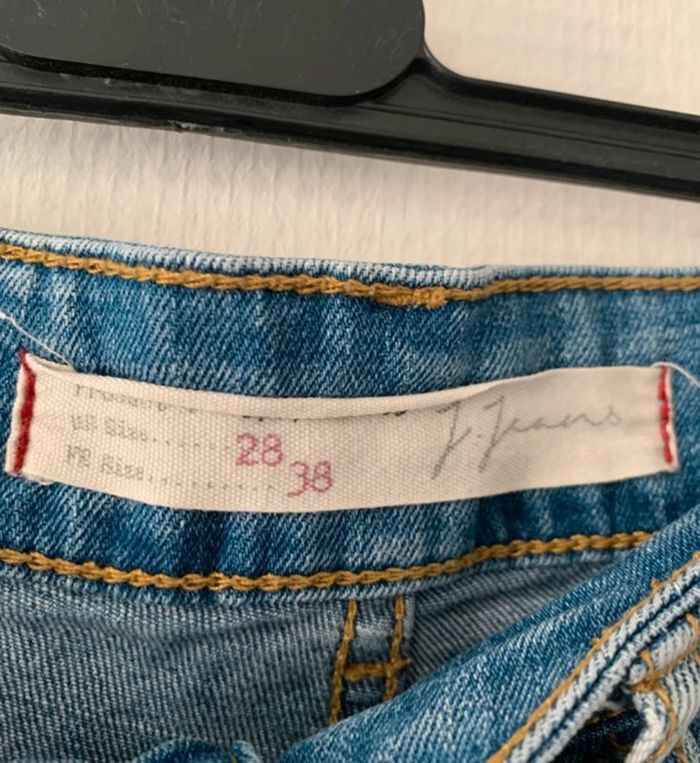 US Size........28 J. Jeans
FR Size...........38